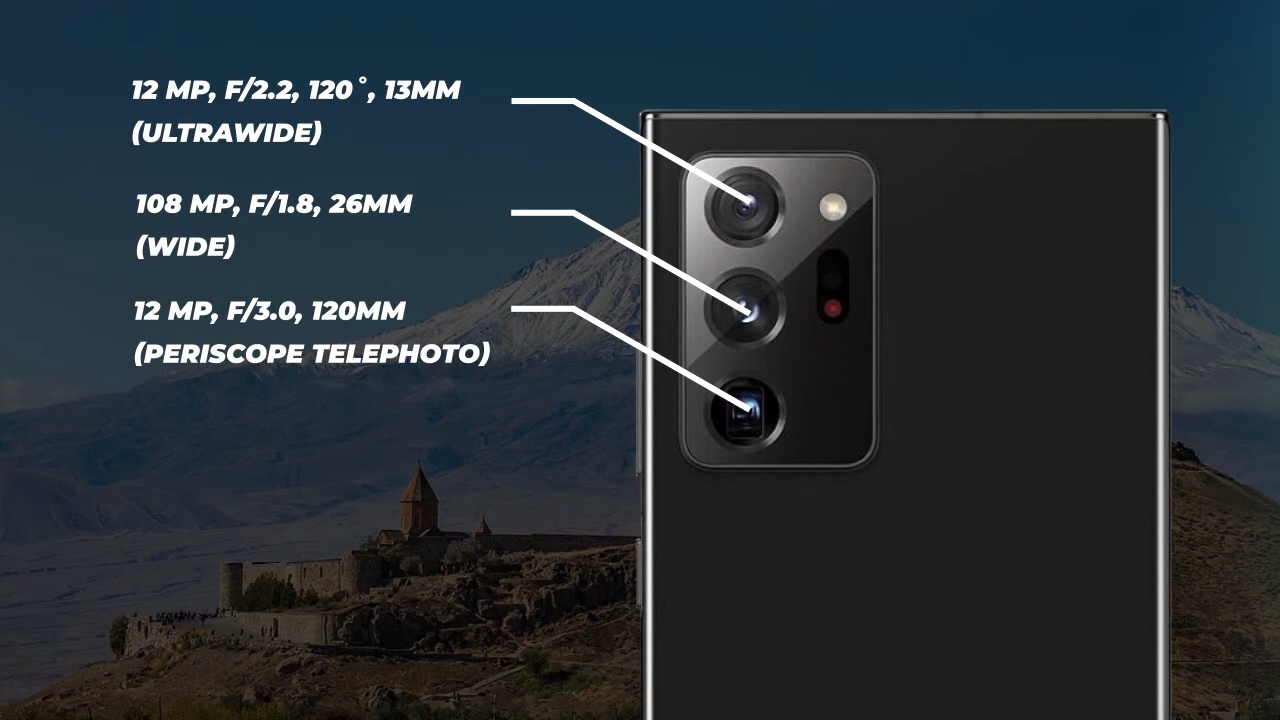 12 MP, F/2.2, 120˚, 13MM
(ULTRAWIDE)
108 MP, F/1.8, 26MM
(WIDE)
12 MP, F/3.0, 120MM
(PERISCOPE TELEPHOTO)